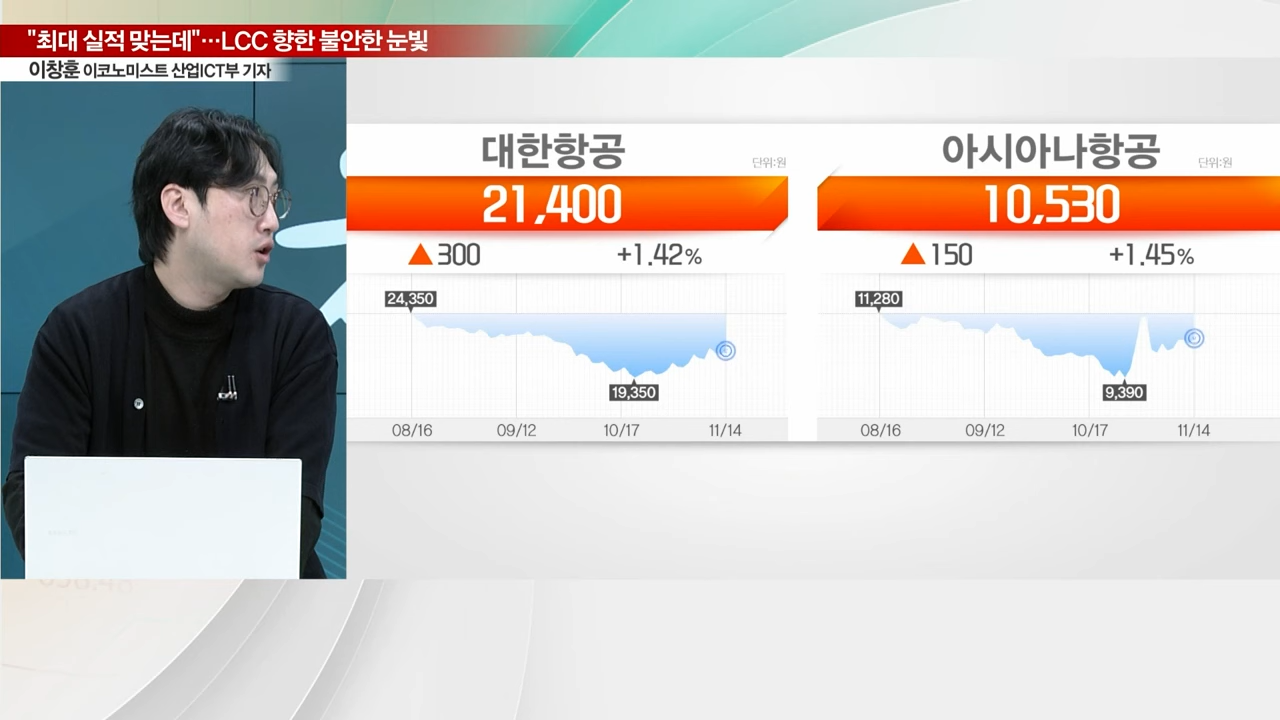 "최대 실적 맞는데"…LCC 향한 불안한 눈빛
이창훈 이코노미스트 산업ICT부 기자
대한항공
단위:원
21,400
▲300 +1.42%
24,350
19,350
08/16 09/12 10/17 11/14
아시아나항공
단위:원
10,530
▲150 +1.45%
11,280
9,390
08/16 09/12 10/17 11/14